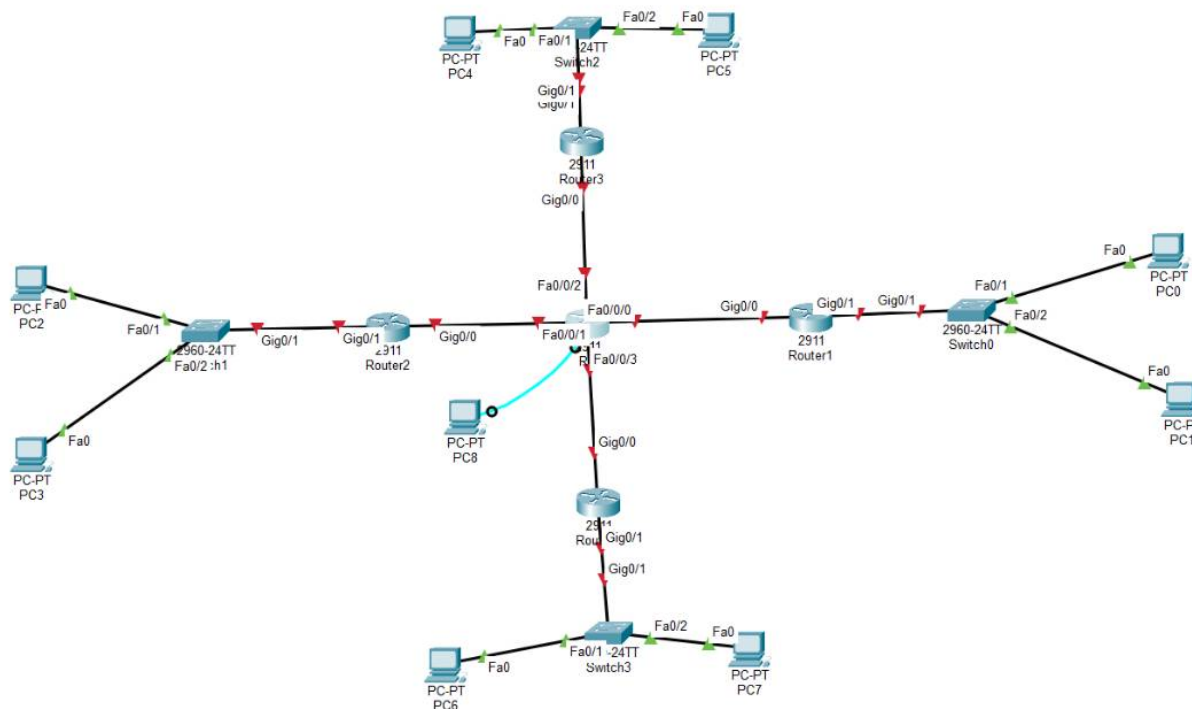 Fa0/2
Fa0
Fa0
Fa0/1
-24TT
PC-PT
PC4
Switch2
PC-PT
PC5
Gig0/1
Gig0/1
2911
Router3
Gig0/0
Fa0
PC-PT
PC0
Fa0/1
Fa0/2
Fa0/0/2
Fa0/0/0
Gig0/0
Gig0/1
Gig0/1
PC2
Fa0
Fa0/1
Gig0/1
Gig0/1
Gig0/0
Fa0/0/1
2911
Router1
2960-24TT
Switch0
2960-24TT
Fa0/2
Router2
Fa0/0/3
Fa0
PC1
PC-PT
PC8
Fa0
PC-PT
PC3
Gig0/0
Gig0/1
Gig0/1
Fa0/2
Fa0
Fa0/1
-24TT
Switch3
Fa0
PC-PT
PC6
PC-PT
PC7